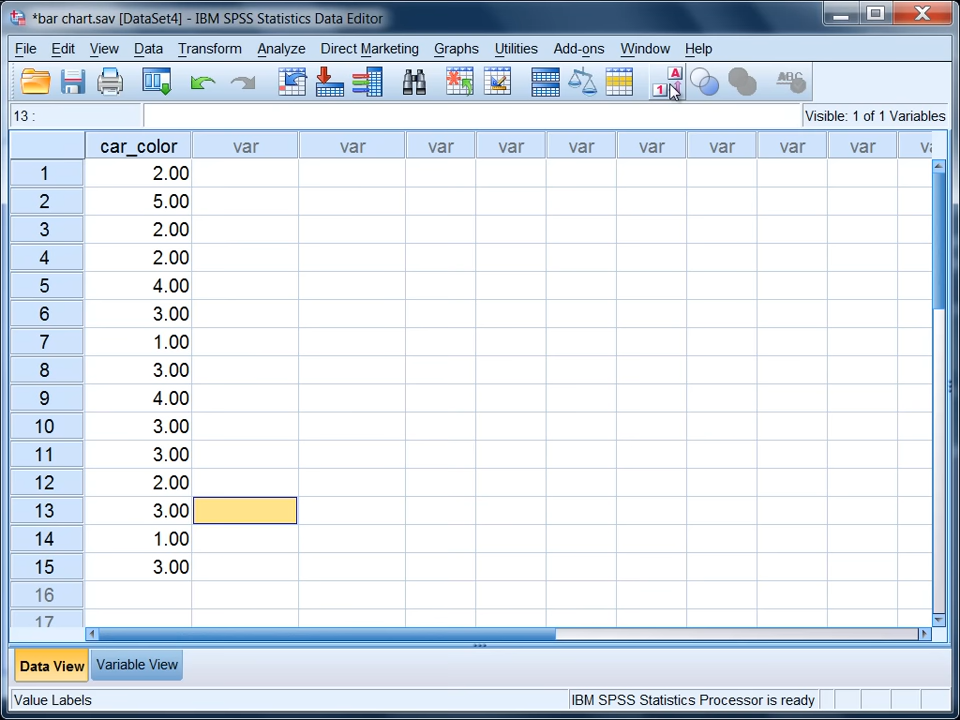 *bar chart.sav [DataSet4] - IBM SPSS Statistics Data Editor
File Edit View Data Transform Analyze Direct Marketing Graphs Utilities Add-ons Window Help
A
1
ABC
13 : Visible: 1 of 1 Variables
car_color var var var var var var var var var
1 2.00
2 5.00
3 2.00
4 2.00
5 4.00
6 3.00
7 1.00
8 3.00
9 4.00
10 3.00
11 3.00
12 2.00
13 3.00
14 1.00
15 3.00
16
17
Data View Variable View
Value Labels IBM SPSS Statistics Processor is ready